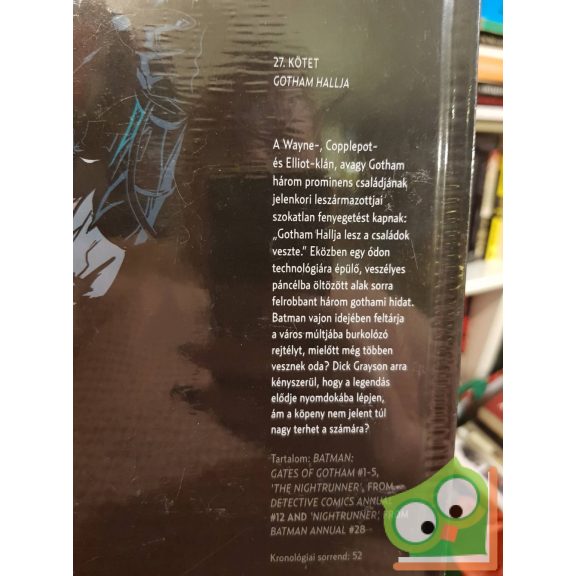 27. KÖTET
GOTHAM HALLJA
A Wayne-, Copplepot-
és Elliot-klán, avagy Gotham
három prominens családjának
jelenkori leszármazottjai
szokatlan fenyegetést kapnak:
„Gotham Hallja lesz a családok
veszte.” Eközben egy ódon
technológiára épülő, veszélyes
páncélba öltözött alak sorra
felrobbant három gothami hidat.
Batman vajon idejében feltárja
a város múltjába burkolózó
rejtélyt, mielőtt még többen
vesznek oda? Dick Grayson arra
kényszerül, hogy a legendás
elődje nyomdokába lépjen,
ám a köpeny nem jelent túl
nagy terhet a számára?
Tartalom: BATMAN:
GATES OF GOTHAM #1-5,
'THE NIGHTRUNNER', FROM
DETECTIVE COMICS ANNUAL
#12 AND 'NIGHTRUNNER', FROM
BATMAN ANNUAL #28
Kronológiai sorrend: 52